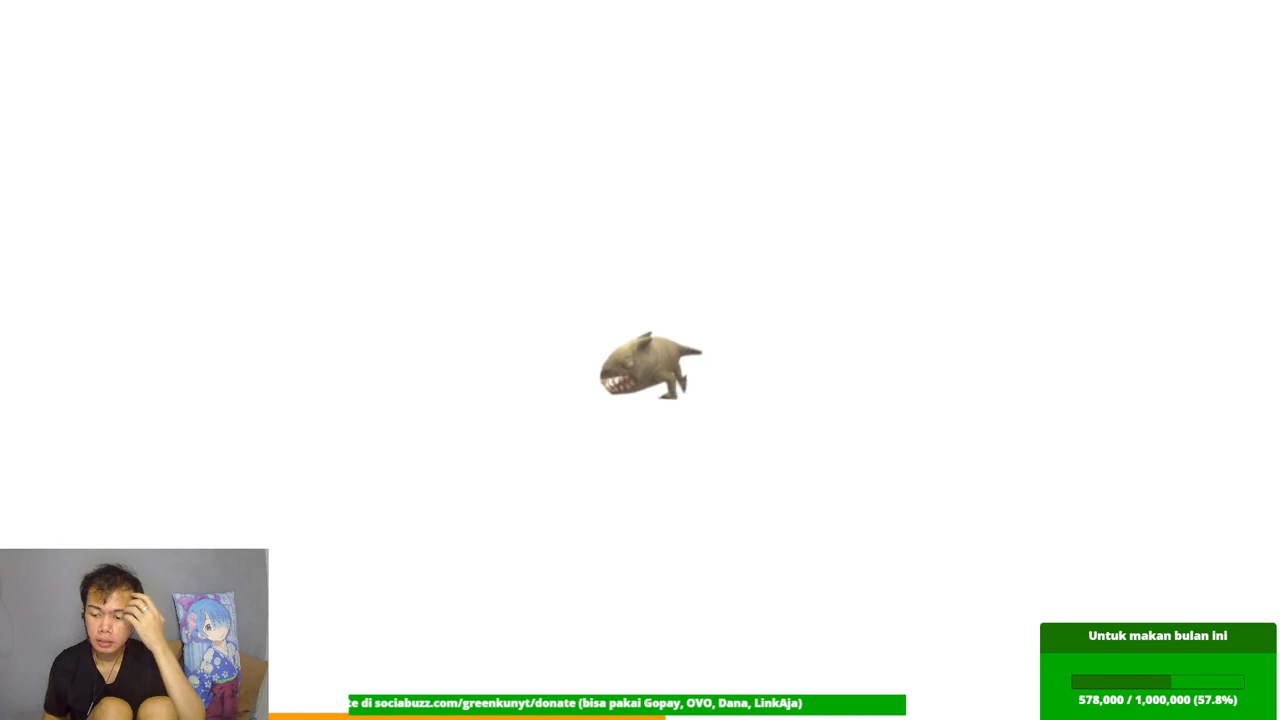 Untuk makan bulan ini
578,000 / 1,000,000 (57.8%)
di sociabuzz.com/greenkunyt/donate (bisa pakai Gopay, OVO, Dana, LinkAja)